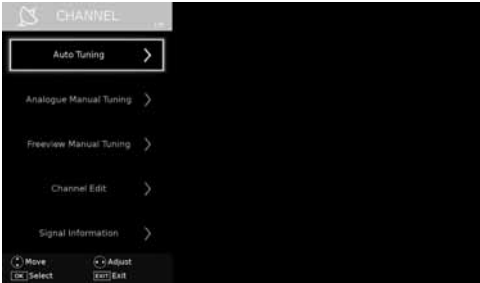 CHANNEL
Auto Tuning
Analogue Manual Tuning
Freeview Manual Tuning
Channel Edit
Signal Information
Move Adjust
OK Select EXIT Exit